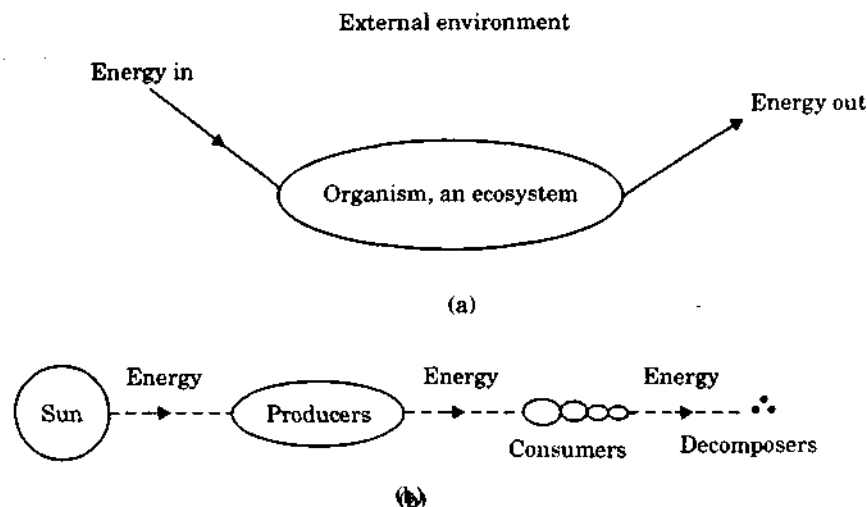 External environment
Energy in
Energy out
Organism, an ecosystem
(a)
Energy Energy Energy
Sun Producers
Consumers Decomposers
(b)